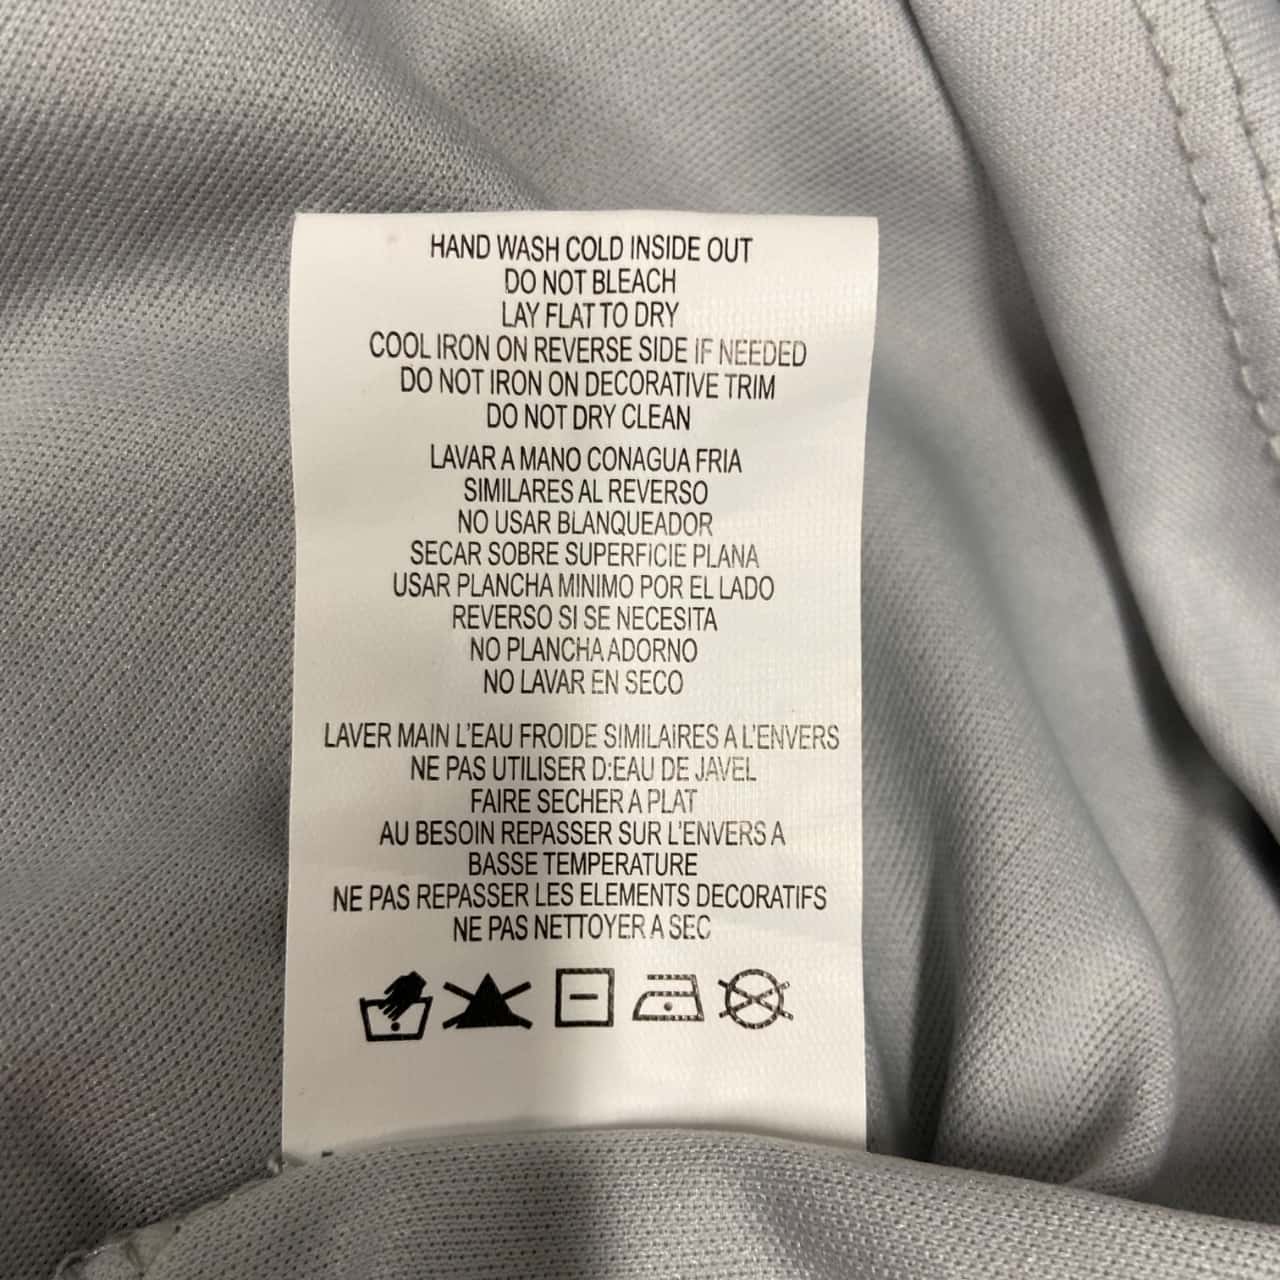 HAND WASH COLD INSIDE OUT
DO NOT BLEACH
LAY FLAT TO DRY
COOL IRON ON REVERSE SIDE IF NEEDED
DO NOT IRON ON DECORATIVE TRIM
DO NOT DRY CLEAN
LAVAR A MANO CONAGUA FRIA
SIMILARES AL REVERSO
NO USAR BLANQUEADOR
SECAR SOBRE SUPERFICIE PLANA
USAR PLANCHA MINIMO POR EL LADO
REVERSO SI SE NECESITA
NO PLANCHA ADORNO
NO LAVAR EN SECO
LAVER MAIN L'EAU FROIDE SIMILAIRES A L'ENVERS
NE PAS UTILISER D:EAU DE JAVEL
FAIRE SECHER A PLAT
AU BESOIN REPASSER SUR L'ENVERS A
BASSE TEMPERATURE
NE PAS REPASSER LES ELEMENTS DECORATIFS
NE PAS NETTOYER A SEC